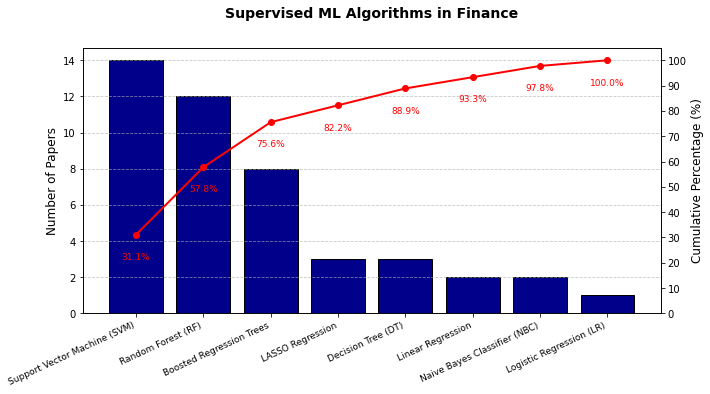 Supervised ML Algorithms in Finance
Number of Papers
14
12
10
8
6
4
2
0
31.1%
57.8%
75.6%
82.2%
88.9%
93.3%
97.8%
100.0%
100
90
80
70
60
50
40
30
20
10
0
Cumulative Percentage (%)
Support Vector Machine (SVM)
Random Forest (RF)
Boosted Regression Trees
LASSO Regression
Decision Tree (DT)
Linear Regression
Naive Bayes Classifier (NBC)
Logistic Regression (LR)